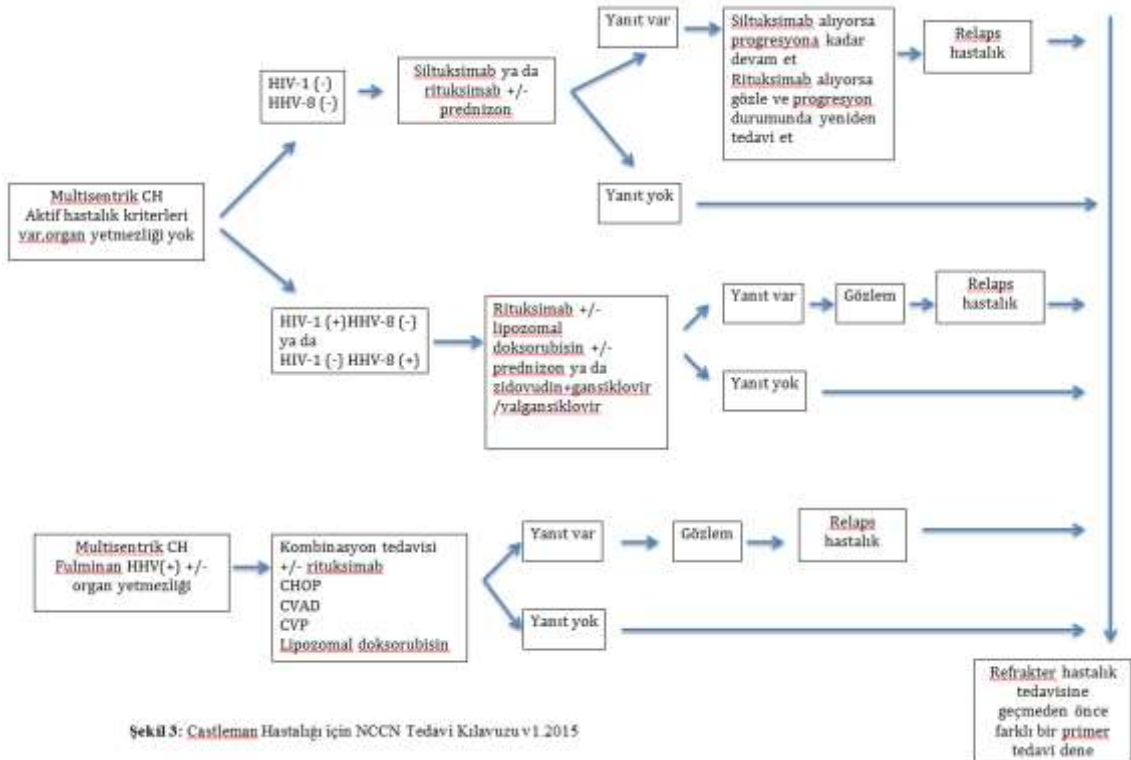 Yanıt var
Siltuksimab alıyorsa
progresyona kadar
devam et
Rituksimab alıyorsa
gözle ve progresyon
durumunda yeniden
tedavi et
Relaps
hastalık
HIV-1 (-)
HHV-8 (-)
Siltuksimab ya da
rituksimab +/-
prednizon
Yanıt yok
Multisentrik CH
Aktif hastalık kriterleri
var,organ yetmezliği yok
HIV-1 (+)HHV-8 (-)
ya da
HIV-1 (-) HHV-8 (+)
Rituksimab +/-
lipozomal
doksorubisin +/-
prednizon ya da
zidovudin+gansiklovir
/valgansiklovir
Yanıt var
Gözlem
Relaps
hastalık
Yanıt yok
Multisentrik CH
Fulminan HHV(+) +/-
organ yetmezliği
Kombinasyon tedavisi
+/- rituksimab
CHOP
CVAD
CVP
Lipozomal doksorubisin
Yanıt var
Gözlem
Relaps
hastalık
Yanıt yok
Refrakter hastalık
tedavisine
geçmeden önce
farklı bir primer
tedavi dene
Şekil 3: Castleman Hastalığı için NCCN Tedavi Kılavuzu v1.2015